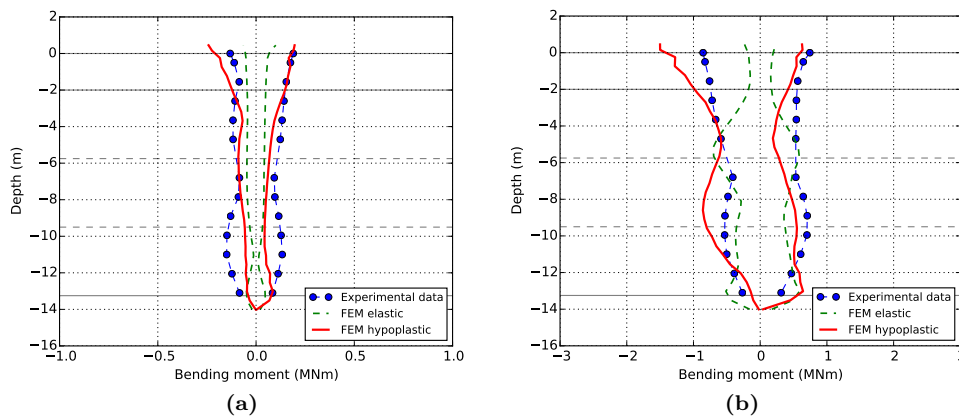 2
0
−2
−4
−6
−8
−10
−12
−14
−16
Depth (m)
−1.0 −0.5 0.0 0.5 1.0
Bending moment (MNm)
Experimental data
FEM elastic
FEM hypoplastic
(a)
2
0
−2
−4
−6
−8
−10
−12
−14
−16
Depth (m)
−3 −2 −1 0 1 2 3
Bending moment (MNm)
Experimental data
FEM elastic
FEM hypoplastic
(b)